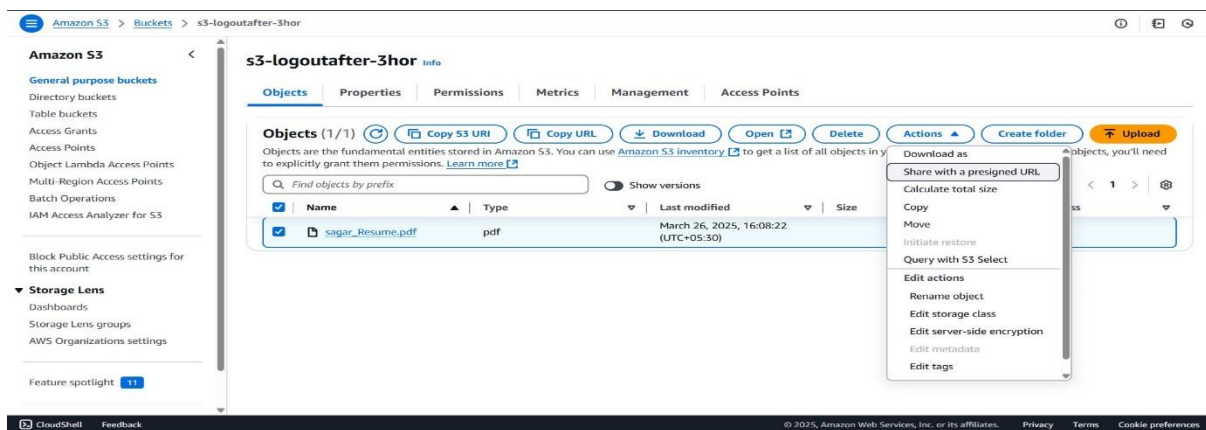 Amazon S3 > Buckets > s3-logoutafter-3hor
Amazon S3
General purpose buckets
Directory buckets
Table buckets
Access Grants
Access Points
Object Lambda Access Points
Multi-Region Access Points
Batch Operations
IAM Access Analyzer for S3
Block Public Access settings for
this account
Storage Lens
Dashboards
Storage Lens groups
AWS Organizations settings
Feature spotlight 11
s3-logoutafter-3hor Info
Objects Properties Permissions Metrics Management Access Points
Objects (1/1) Copy S3 URI Copy URL Download Open Delete Actions Create folder Upload
Objects are the fundamental entities stored in Amazon S3. You can use Amazon S3 inventory to get a list of all objects in y objects, you'll need
to explicitly grant them permissions. Learn more
Find objects by prefix Show versions < 1 >
Name Type Last modified Size ss
sagar_Resume.pdf pdf March 26, 2025, 16:08:22
(UTC+05:30)
Download as
Share with a presigned URL
Calculate total size
Copy
Move
Initiate restore
Query with S3 Select
Edit actions
Rename object
Edit storage class
Edit server-side encryption
Edit metadata
Edit tags
CloudShell Feedback © 2025, Amazon Web Services, Inc. or its affiliates. Privacy Terms Cookie preferences